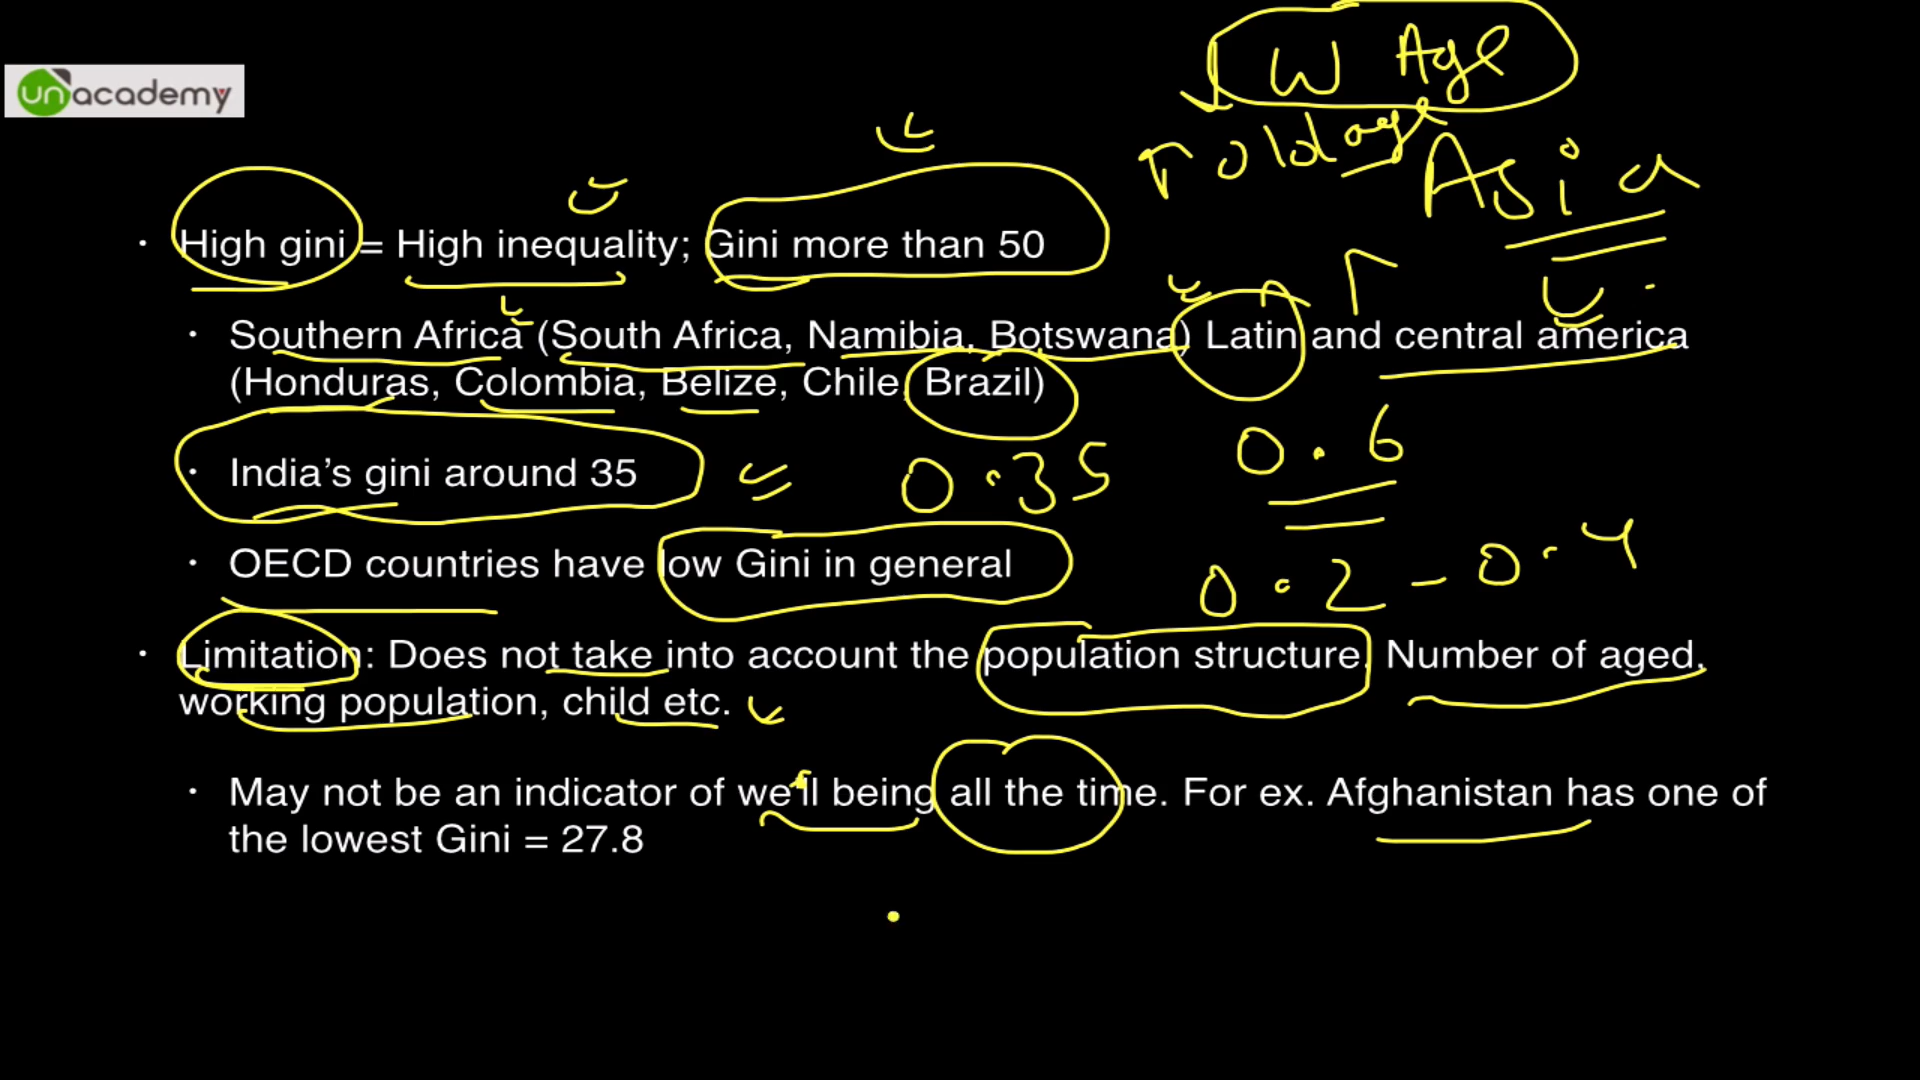 unacademy
W Age
old age
Asia
• High gini = High inequality; Gini more than 50
• Southern Africa (South Africa, Namibia, Botswana) Latin and central america
(Honduras, Colombia, Belize, Chile, Brazil)
0.6
• India's gini around 35
0.35
• OECD countries have low Gini in general
0.2 - 0.4
• Limitation: Does not take into account the population structure. Number of aged,
working population, child etc.
• May not be an indicator of we'll being all the time. For ex. Afghanistan has one of
the lowest Gini = 27.8